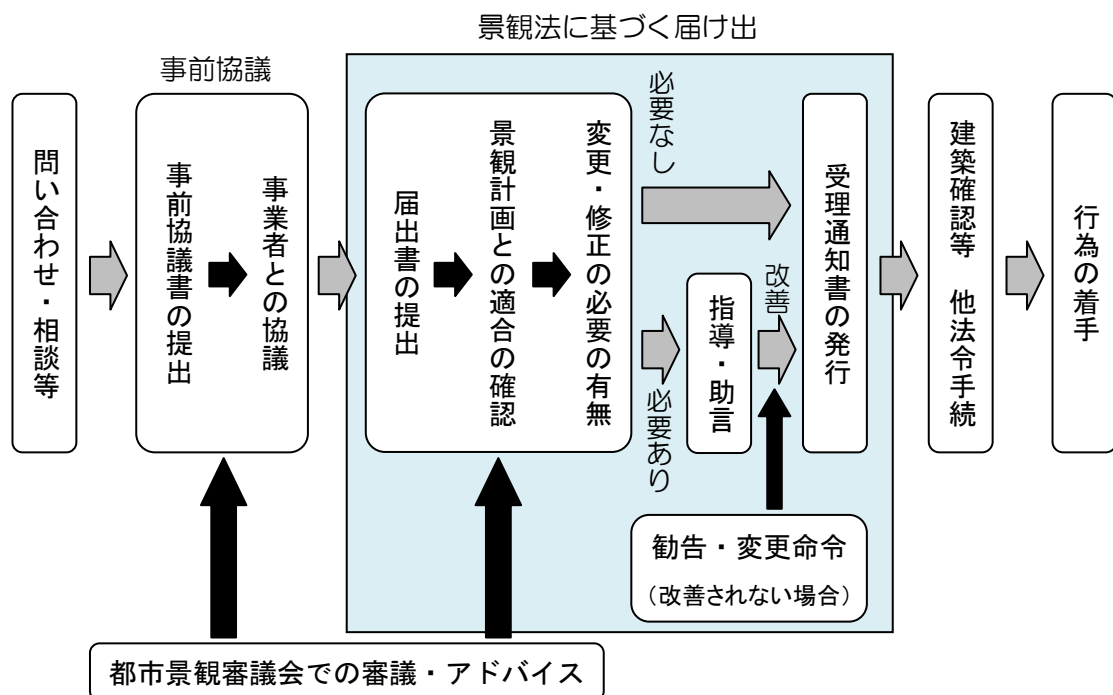 景観法に基づく届け出
事前協議
問い合わせ・相談等
事前協議書の提出
事業者との協議
届出書の提出
景観計画との適合の確認
変更・修正の必要の有無
必要なし
必要あり
指導・助言
改善
受理通知書の発行
建築確認等　他法令手続
行為の着手
勧告・変更命令
（改善されない場合）
都市景観審議会での審議・アドバイス